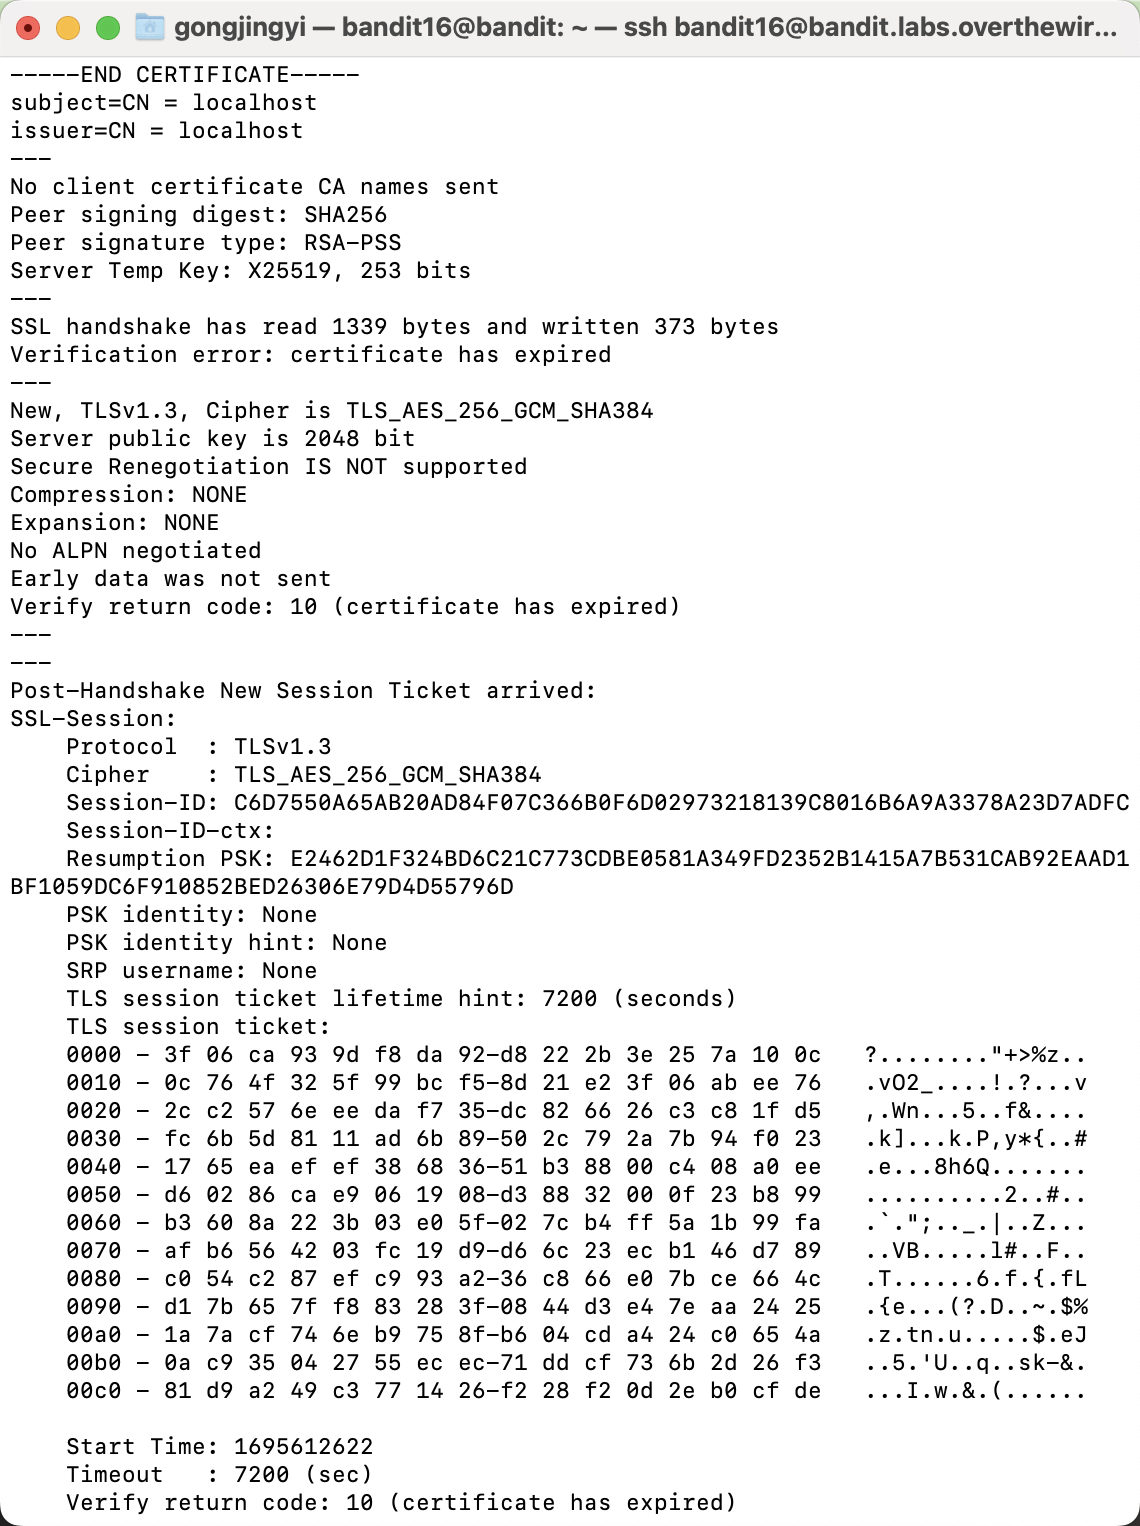 gongjingyi — bandit16@bandit: ~ — ssh bandit16@bandit.labs.overthewir...
-----END CERTIFICATE-----
subject=CN = localhost
issuer=CN = localhost
---
No client certificate CA names sent
Peer signing digest: SHA256
Peer signature type: RSA-PSS
Server Temp Key: X25519, 253 bits
---
SSL handshake has read 1339 bytes and written 373 bytes
Verification error: certificate has expired
---
New, TLSv1.3, Cipher is TLS_AES_256_GCM_SHA384
Server public key is 2048 bit
Secure Renegotiation IS NOT supported
Compression: NONE
Expansion: NONE
No ALPN negotiated
Early data was not sent
Verify return code: 10 (certificate has expired)
---
---
Post-Handshake New Session Ticket arrived:
SSL-Session:
    Protocol  : TLSv1.3
    Cipher    : TLS_AES_256_GCM_SHA384
    Session-ID: C6D7550A65AB20AD84F07C366B0F6D02973218139C8016B6A9A3378A23D7ADFC
    Session-ID-ctx:
    Resumption PSK: E2462D1F324BD6C21C773CDBE0581A349FD2352B1415A7B531CAB92EAAD1
BF1059DC6F910852BED26306E79D4D55796D
    PSK identity: None
    PSK identity hint: None
    SRP username: None
    TLS session ticket lifetime hint: 7200 (seconds)
    TLS session ticket:
    0000 - 3f 06 ca 93 9d f8 da 92-d8 22 2b 3e 25 7a 10 0c   ?........"+>%z..
    0010 - 0c 76 4f 32 5f 99 bc f5-8d 21 e2 3f 06 ab ee 76   .vO2_....!.?...v
    0020 - 2c c2 57 6e ee da f7 35-dc 82 66 26 c3 c8 1f d5   ,.Wn...5..f&....
    0030 - fc 6b 5d 81 11 ad 6b 89-50 2c 79 2a 7b 94 f0 23   .k]...k.P,y*{..#
    0040 - 17 65 ea ef ef 38 68 36-51 b3 88 00 c4 08 a0 ee   .e...8h6Q.......
    0050 - d6 02 86 ca e9 06 19 08-d3 88 32 00 0f 23 b8 99   ..........2..#..
    0060 - b3 60 8a 22 3b 03 e0 5f-02 7c b4 ff 5a 1b 99 fa   .`.";.._.|..Z...
    0070 - af b6 56 42 03 fc 19 d9-d6 6c 23 ec b1 46 d7 89   ..VB.....l#..F..
    0080 - c0 54 c2 87 ef c9 93 a2-36 c8 66 e0 7b ce 66 4c   .T......6.f.{.fL
    0090 - d1 7b 65 7f f8 83 28 3f-08 44 d3 e4 7e aa 24 25   .{e...(?.D..~.$%
    00a0 - 1a 7a cf 74 6e b9 75 8f-b6 04 cd a4 24 c0 65 4a   .z.tn.u.....$.eJ
    00b0 - 0a c9 35 04 27 55 ec ec-71 dd cf 73 6b 2d 26 f3   ..5.'U..q..sk-&.
    00c0 - 81 d9 a2 49 c3 77 14 26-f2 28 f2 0d 2e b0 cf de   ...I.w.&.(......

    Start Time: 1695612622
    Timeout   : 7200 (sec)
    Verify return code: 10 (certificate has expired)